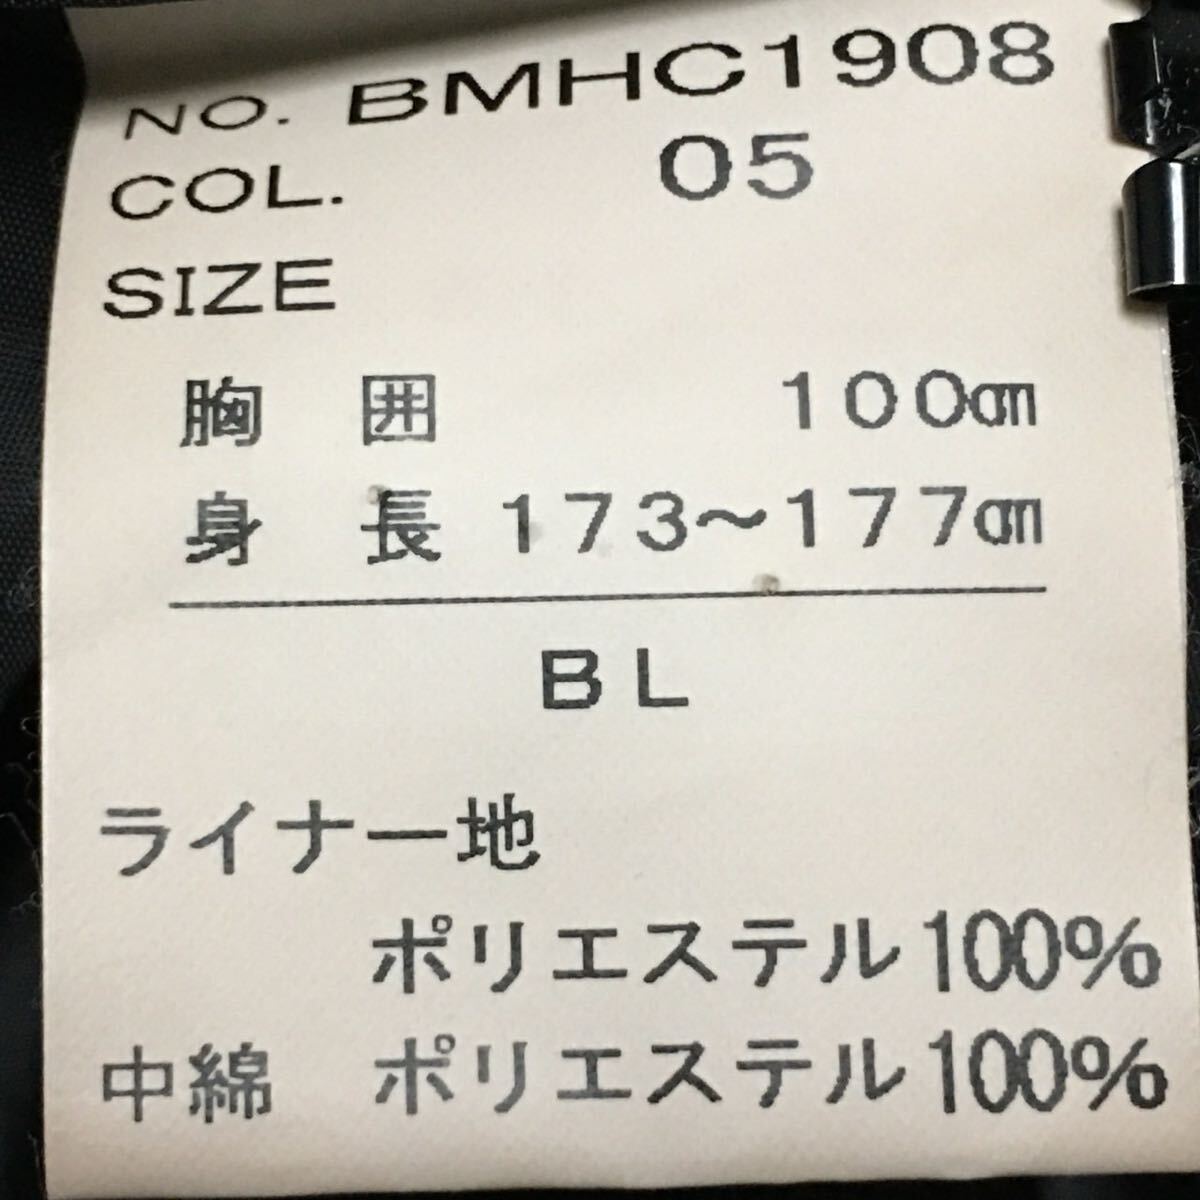 NO. BMHC1908
COL. 05
SIZE
胸 囲 100㎝
身 長 173～177㎝
BL
ライナー地
ポリエステル100%
中綿 ポリエステル100%